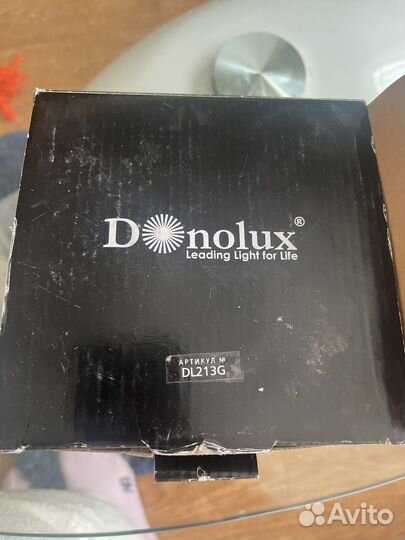 Donolux®
Leading Light for Life
АРТИКУЛ №
DL213G
Avito